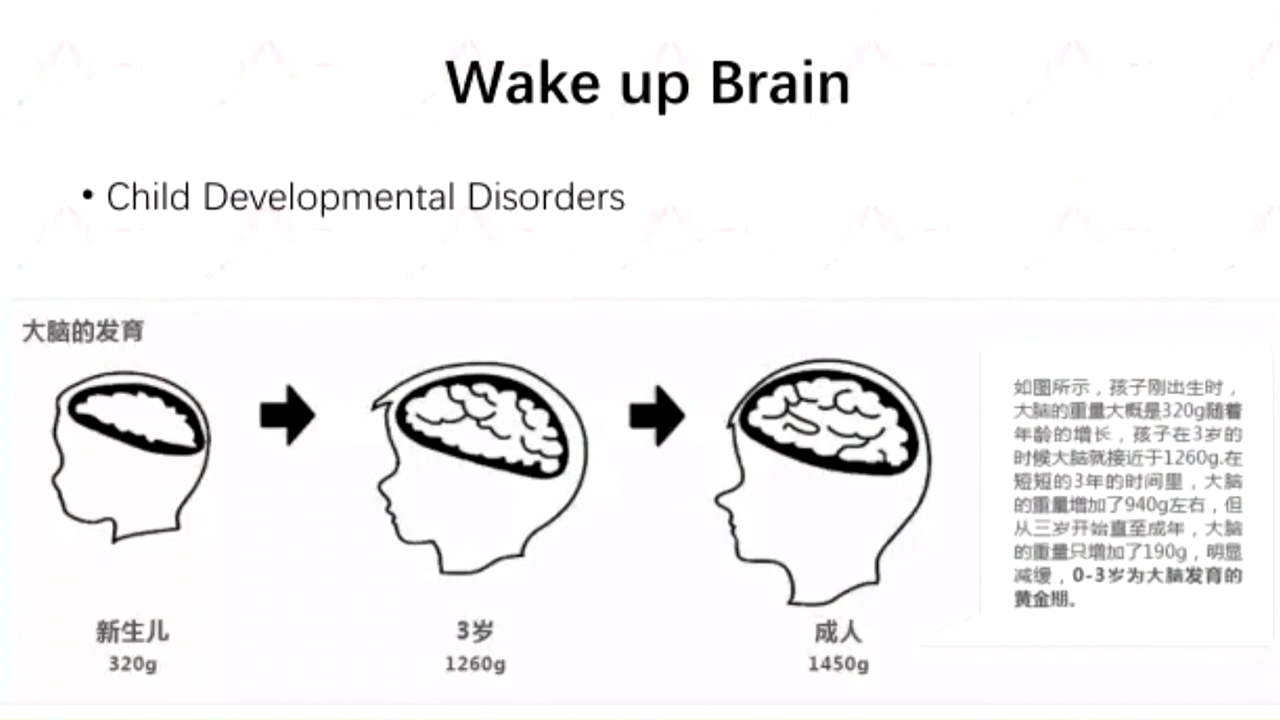 Wake up Brain
• Child Developmental Disorders
大脑的发育
如图所示，孩子刚出生时，
大脑的重量大概是320g随着
年龄的增长，孩子在3岁的
时候大脑就接近于1260g.在
短短的3年的时间里，大脑
的重量增加了940g左右，但
从三岁开始直至成年，大脑
的重量只增加了190g，明显
减缓，0-3岁为大脑发育的
黄金期。
新生儿
320g
3岁
1260g
成人
1450g